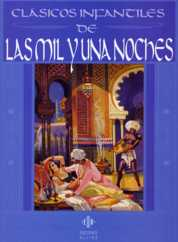 CLÁSICOS INFANTILES
DE
LAS MIL Y UNA NOCHES